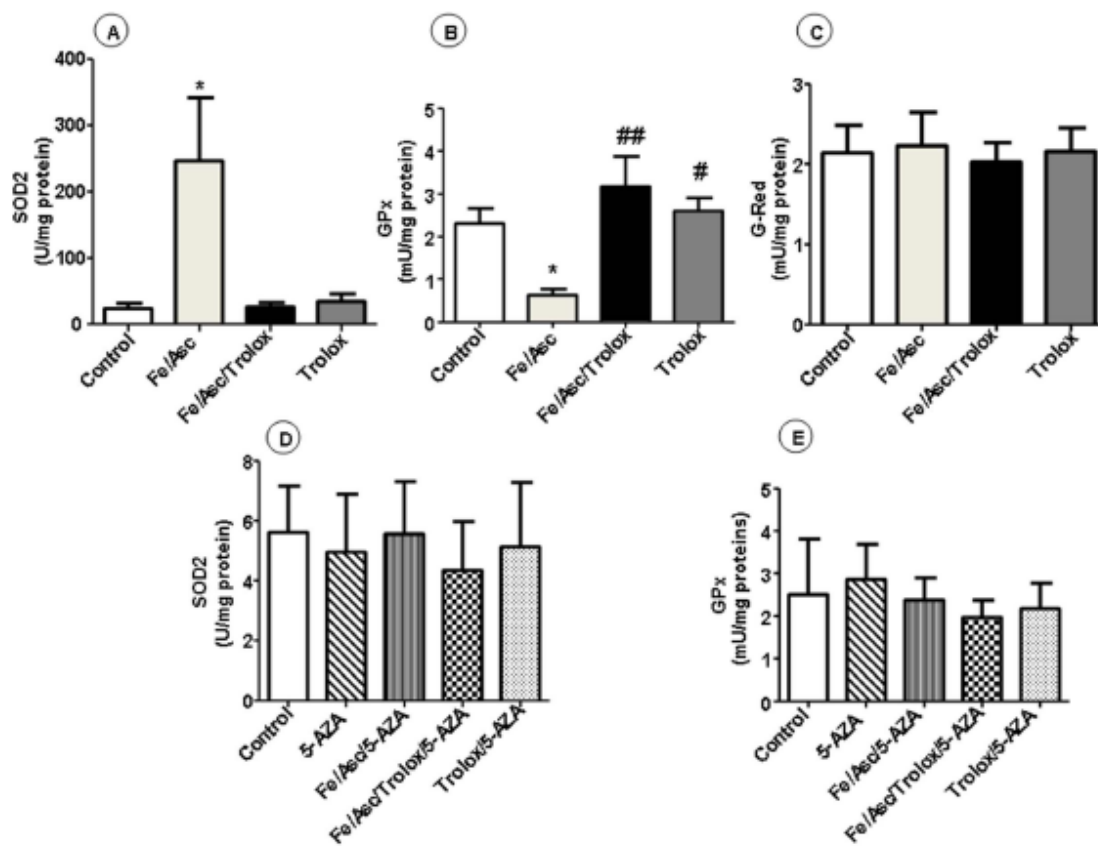 A
SOD2
(U/mg protein)
400
300
200
100
0
*
Control
Fe/Asc
Fe/Asc/Trolox
Trolox
B
GPx
(mU/mg protein)
5
4
3
2
1
0
*
##
#
Control
Fe/Asc
Fe/Asc/Trolox
Trolox
C
G-Red
(mU/mg protein)
3
2
1
0
Control
Fe/Asc
Fe/Asc/Trolox
Trolox
D
SOD2
(U/mg protein)
8
6
4
2
0
Control
5-AZA
Fe/Asc/5-AZA
Fe/Asc/Trolox/5-AZA
Trolox/5-AZA
E
GPx
(mU/mg proteins)
5
4
3
2
1
0
Control
5-AZA
Fe/Asc/5-AZA
Fe/Asc/Trolox/5-AZA
Trolox/5-AZA